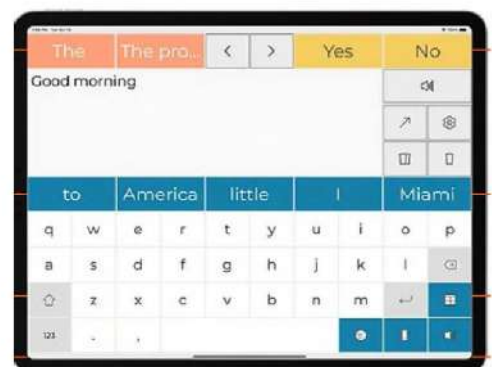 The The pro... < > Yes No
Good morning
to America little I Miami
q w e r t y u i o p
a s d f g h j k l
z x c v b n m
123 . ,